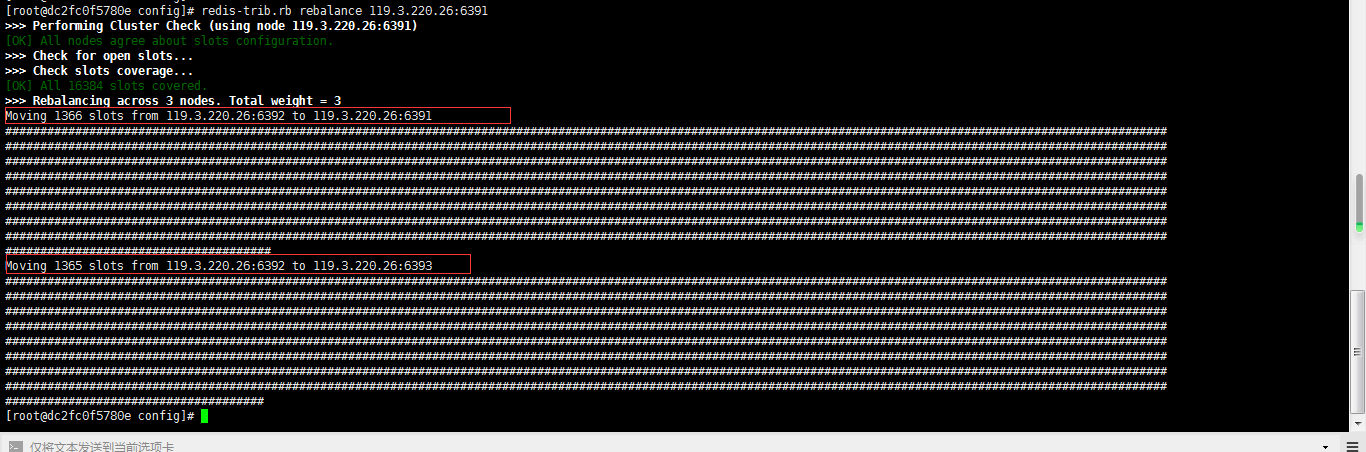 [root@dc2fc0f5780e config]# redis-trib.rb rebalance 119.3.220.26:6391
>>> Performing Cluster Check (using node 119.3.220.26:6391)
[OK] All nodes agree about slots configuration.
>>> Check for open slots...
>>> Check slots coverage...
[OK] All 16384 slots covered.
>>> Rebalancing across 3 nodes. Total weight = 3
Moving 1366 slots from 119.3.220.26:6392 to 119.3.220.26:6391
######################################################################################################################################################################
######################################################################################################################################################################
######################################################################################################################################################################
######################################################################################################################################################################
######################################################################################################################################################################
######################################################################################################################################################################
######################################################################################################################################################################
######################################################################################################################################################################
######################################
Moving 1365 slots from 119.3.220.26:6392 to 119.3.220.26:6393
######################################################################################################################################################################
######################################################################################################################################################################
######################################################################################################################################################################
######################################################################################################################################################################
######################################################################################################################################################################
######################################################################################################################################################################
######################################################################################################################################################################
######################################################################################################################################################################
#####################################
[root@dc2fc0f5780e config]#
仅将文本发送到当前选项卡